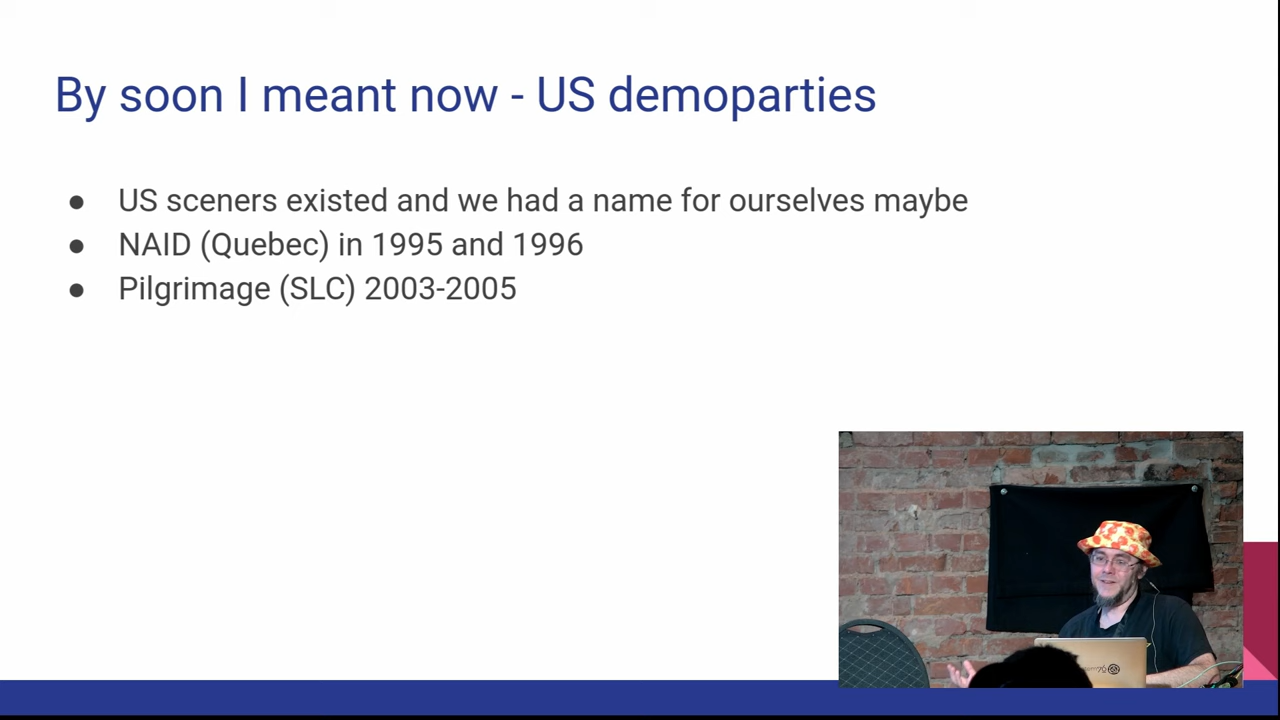 By soon I meant now - US demoparties
● US sceners existed and we had a name for ourselves maybe
● NAID (Quebec) in 1995 and 1996
● Pilgrimage (SLC) 2003-2005